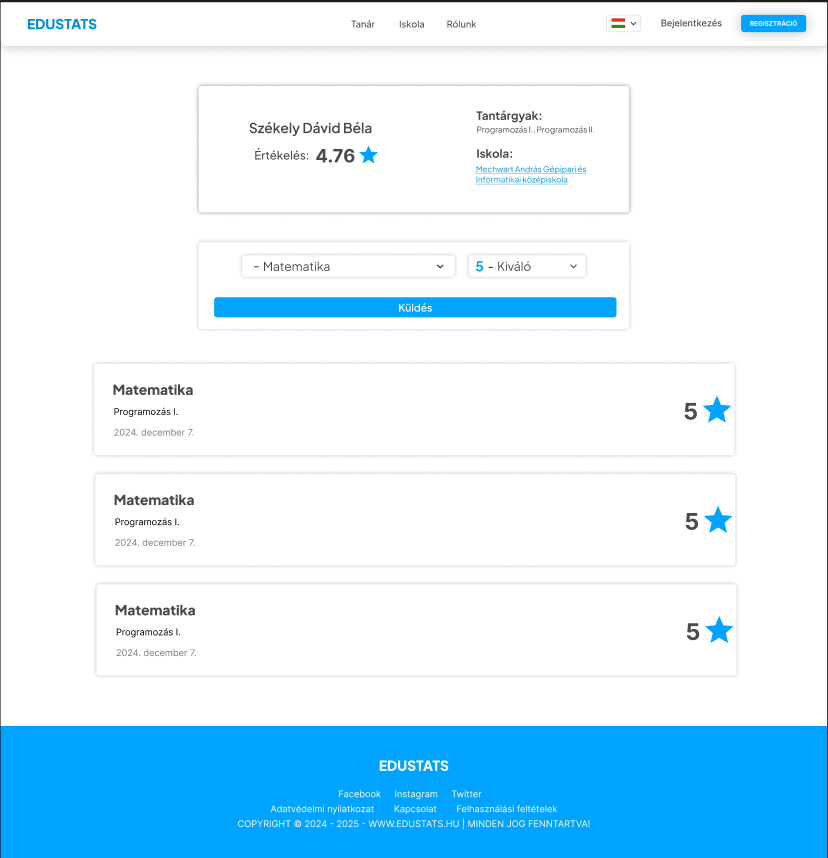 EDUSTATS
Tanár Iskola Rólunk
Bejelentkezés
REGISZTRÁCIÓ
Székely Dávid Béla
Értékelés: 4.76
Tantárgyak:
Programozás I., Programozás II.
Iskola:
Mechwart András Gépipari és
Informatikai középiskola
- Matematika
5 - Kiváló
Küldés
Matematika
Programozás I.
2024. december 7.
5
Matematika
Programozás I.
2024. december 7.
5
Matematika
Programozás I.
2024. december 7.
5
EDUSTATS
Facebook Instagram Twitter
Adatvédelmi nyilatkozat Kapcsolat Felhasználási feltételek
COPYRIGHT © 2024 - 2025 - WWW.EDUSTATS.HU | MINDEN JOG FENNTARTVA!